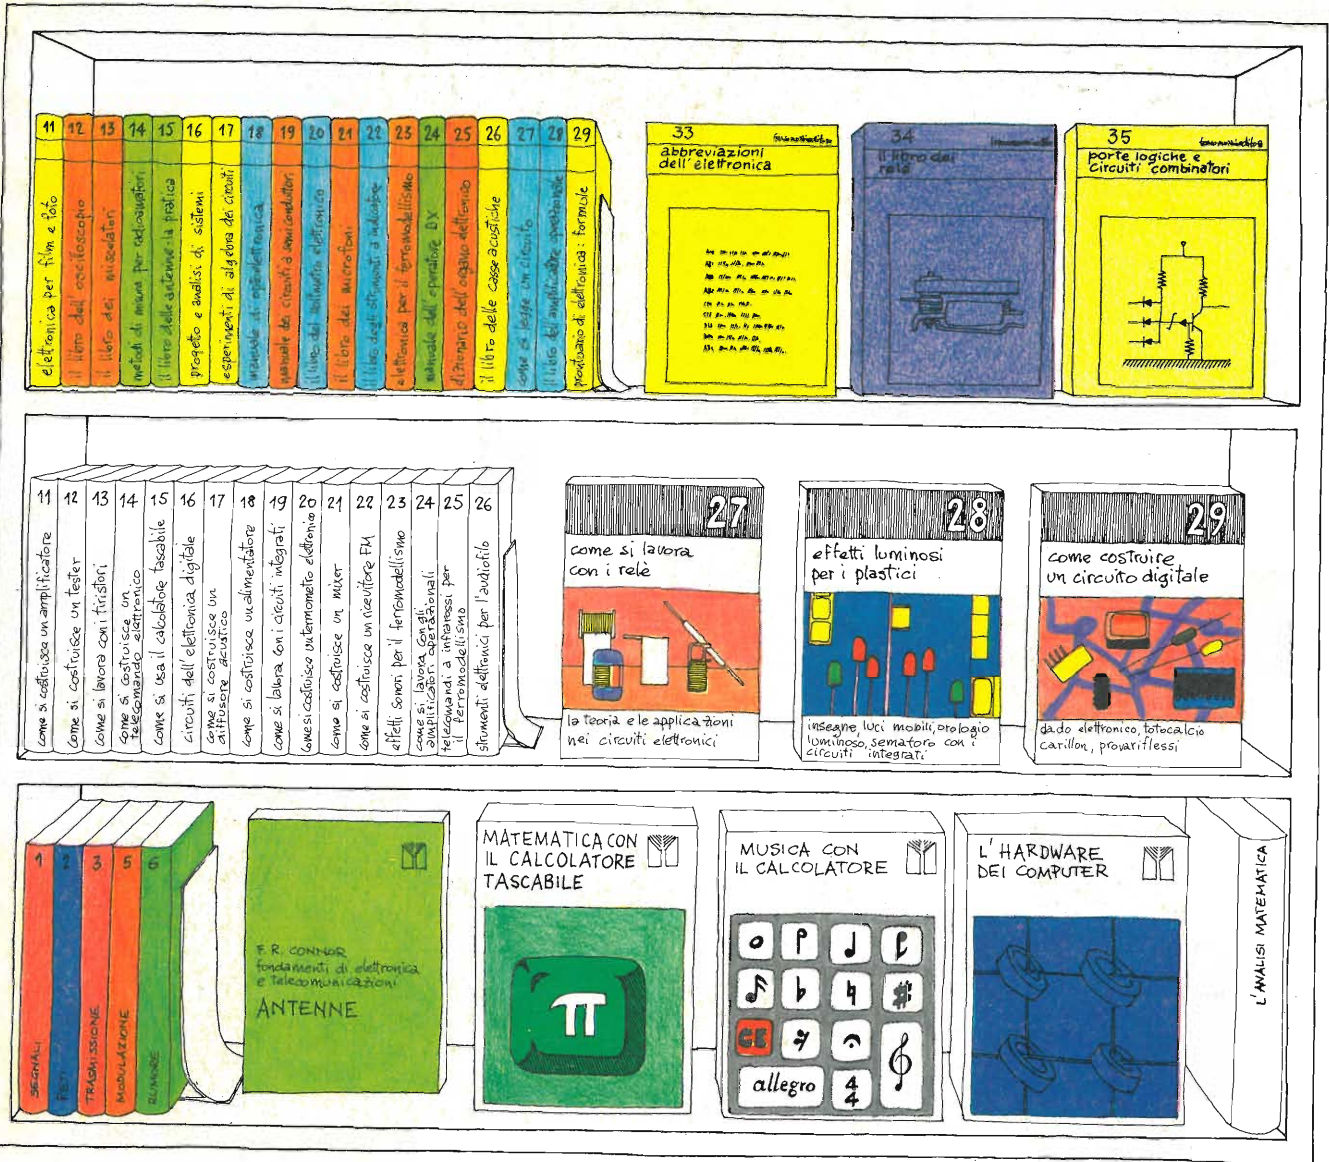 11
elettronica per film e foto
12
il libro dell'oscilloscopio
13
il libro dei miscelatori
14
metodi di misura per radioamatori
15
il libro delle antenne: la pratica
16
progetto e analisi di sistemi
17
esperimenti di algebra dei circuiti
18
manuale di optoelettronica
19
manuale dei circuiti a semiconduttori
20
il libro del voltmetro elettronico
21
il libro dei microfoni
22
il libro degli strumenti a indicatore
23
elettronica per il ferromodellismo
24
manuale dell'operatore DX
25
dizionario dell'organo elettronico
26
il libro delle casse acustiche
27
come si legge un circuito
28
il libro dell'amplificatore operazionale
29
prontuario di elettronica: formule
33
abbreviazioni
dell'elettronica
34
il libro dei
relè
35
porte logiche e
circuiti combinatori
11
come si costruisce un amplificatore
12
come si costruisce un tester
13
come si lavora con i tiristori
14
come si costruisce un
telecomando elettronico
15
come si usa il calcolatore tascabile
16
circuiti dell'elettronica digitale
17
come si costruisce un
diffusore acustico
18
come si costruisce un alimentatore
19
come si lavora con i circuiti integrati
20
come si costruisce un termometro elettronico
21
come si costruisce un mixer
22
come si costruisce un ricevitore FM
23
effetti sonori per il ferromodellismo
24
come si lavora con gli
amplificatori operazionali
25
telecomandi a infrarossi per
il ferromodellismo
26
strumenti elettronici per l'audiofilo
27
come si lavora
con i relè
la teoria e le applicazioni
nei circuiti elettronici
28
effetti luminosi
per i plastici
insegne, luci mobili, orologio
luminoso, semaforo con i
circuiti integrati
29
come costruire
un circuito digitale
dado elettronico, totocalcio
carillon, provariflessi
1
SEGNALI
2
RETI
3
TRASMISSIONE
5
MODULAZIONE
6
RUMORE
F. R. CONNOR
fondamenti di elettronica
e telecomunicazioni
ANTENNE
MATEMATICA CON
IL CALCOLATORE
TASCABILE
π
MUSICA CON
IL CALCOLATORE
CE
allegro
4
4
L'HARDWARE
DEI COMPUTER
L'ANALISI MATEMATICA